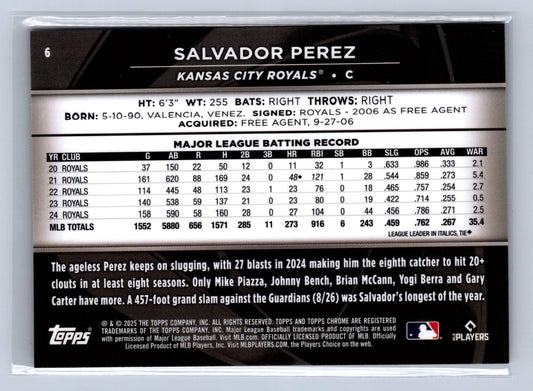 6
SALVADOR PEREZ
KANSAS CITY ROYALS® • C
HT: 6'3" WT: 255 BATS: RIGHT THROWS: RIGHT
BORN: 5-10-90, VALENCIA, VENEZ. SIGNED: ROYALS - 2006 AS FREE AGENT
ACQUIRED: FREE AGENT, 9-27-06
MAJOR LEAGUE BATTING RECORD
YR CLUB G AB R H 2B 3B HR RBI SB BB SLG OPS AVG WAR
20 ROYALS 37 150 22 50 12 0 11 32 1 3 .633 .986 .333 2.1
21 ROYALS 161 620 88 169 24 0 48♦ 121 1 28 .544 .859 .273 5.4
22 ROYALS 114 445 48 113 23 1 23 76 0 18 .465 .757 .254 2.7
23 ROYALS 140 538 59 137 21 0 23 80 0 19 .422 .714 .255 0.5
24 ROYALS 158 590 58 160 28 0 27 104 0 44 .456 .786 .271 2.5
MLB TOTALS 1552 5880 656 1571 285 11 273 916 6 243 .459 .762 .267 35.4
LEAGUE LEADER IN ITALICS, TIE♦
The ageless Perez keeps on slugging, with 27 blasts in 2024 making him the eighth catcher to hit 20+
clouts in at least eight seasons. Only Mike Piazza, Johnny Bench, Brian McCann, Yogi Berra and Gary
Carter have more. A 457-foot grand slam against the Guardians (8/26) was Salvador's longest of the year.
topps
® & © 2025 THE TOPPS COMPANY, INC. ALL RIGHTS RESERVED. TOPPS AND TOPPS CHROME ARE REGISTERED
TRADEMARKS OF THE TOPPS COMPANY, INC. Major League Baseball trademarks and copyrights are used
with permission of Major League Baseball. Visit MLB.com. OFFICIALLY LICENSED PRODUCT OF MLB. Officially
Licensed Product of MLB Players, Inc. Visit MLBPLAYERS.com, the Players Choice on the web.
MLB PLAYERS